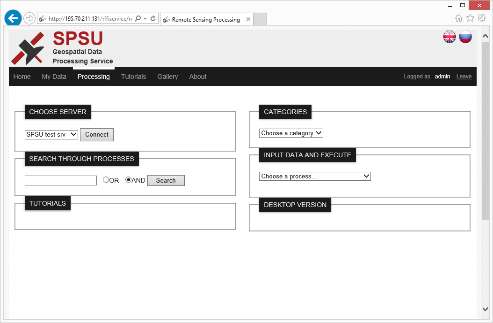 http://195.70.211.131/rffiservice/n
Remote Sensing Processing
SPSU
Geospatial Data
Processing Service
Home My Data Processing Tutorials Gallery About
Logged as admin Leave
CHOOSE SERVER
SPSU test srv Connect
SEARCH THROUGH PROCESSES
OR AND Search
TUTORIALS
CATEGORIES
Choose a category
INPUT DATA AND EXECUTE
Choose a process...
DESKTOP VERSION